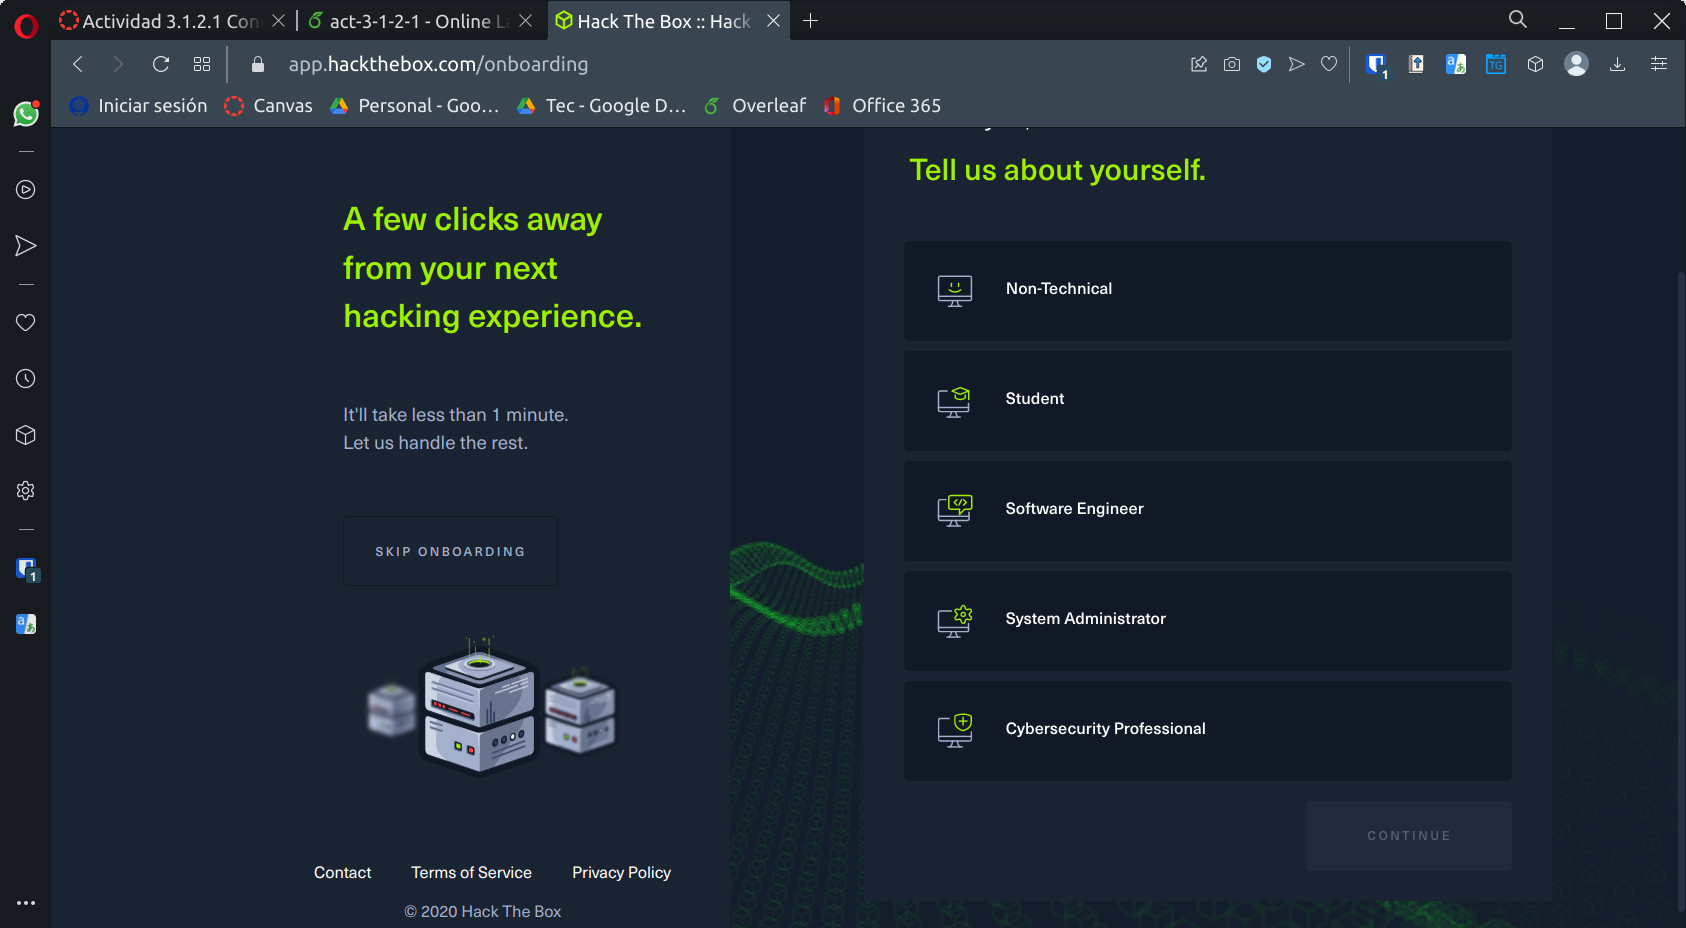 Actividad 3.1.2.1 Con
act-3-1-2-1 - Online L
Hack The Box :: Hack
app.hackthebox.com/onboarding
1
TG
Iniciar sesión
Canvas
Personal - Goo...
Tec - Google D...
Overleaf
Office 365
A few clicks away
from your next
hacking experience.
It'll take less than 1 minute.
Let us handle the rest.
SKIP ONBOARDING
Contact
Terms of Service
Privacy Policy
© 2020 Hack The Box
Tell us about yourself.
Non-Technical
Student
Software Engineer
System Administrator
Cybersecurity Professional
CONTINUE
1